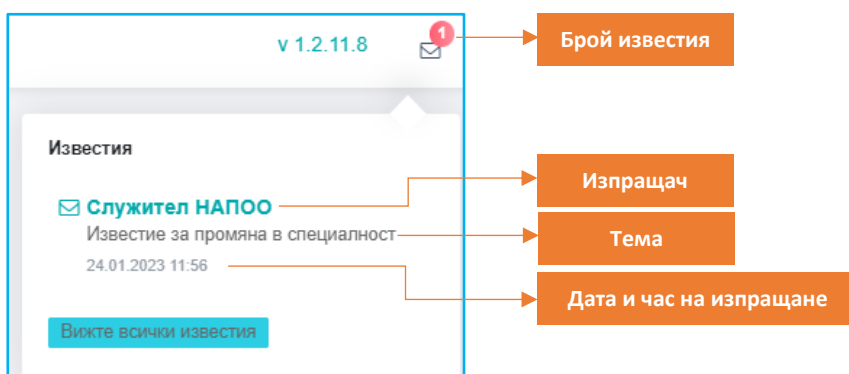 v 1.2.11.8
1
Брой известия
Известия
Служител НАПОО
Изпращач
Известие за промяна в специалност
Тема
24.01.2023 11:56
Дата и час на изпращане
Вижте всички известия